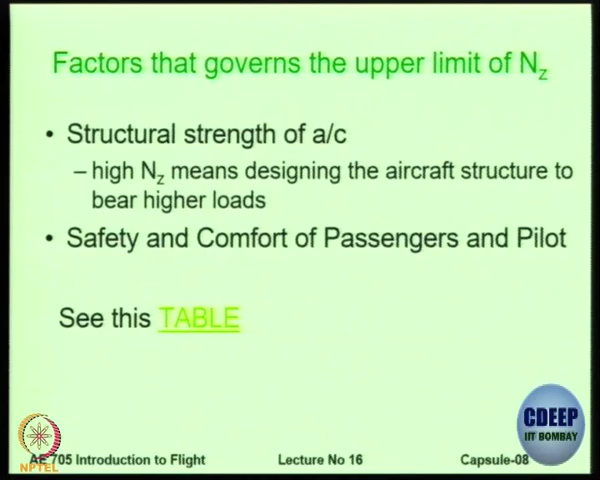 Factors that governs the upper limit of Nz
• Structural strength of a/c
– high Nz means designing the aircraft structure to
bear higher loads
• Safety and Comfort of Passengers and Pilot
See this TABLE
CDEEP
IIT BOMBAY
NPTEL
AE 705 Introduction to Flight Lecture No 16 Capsule-08